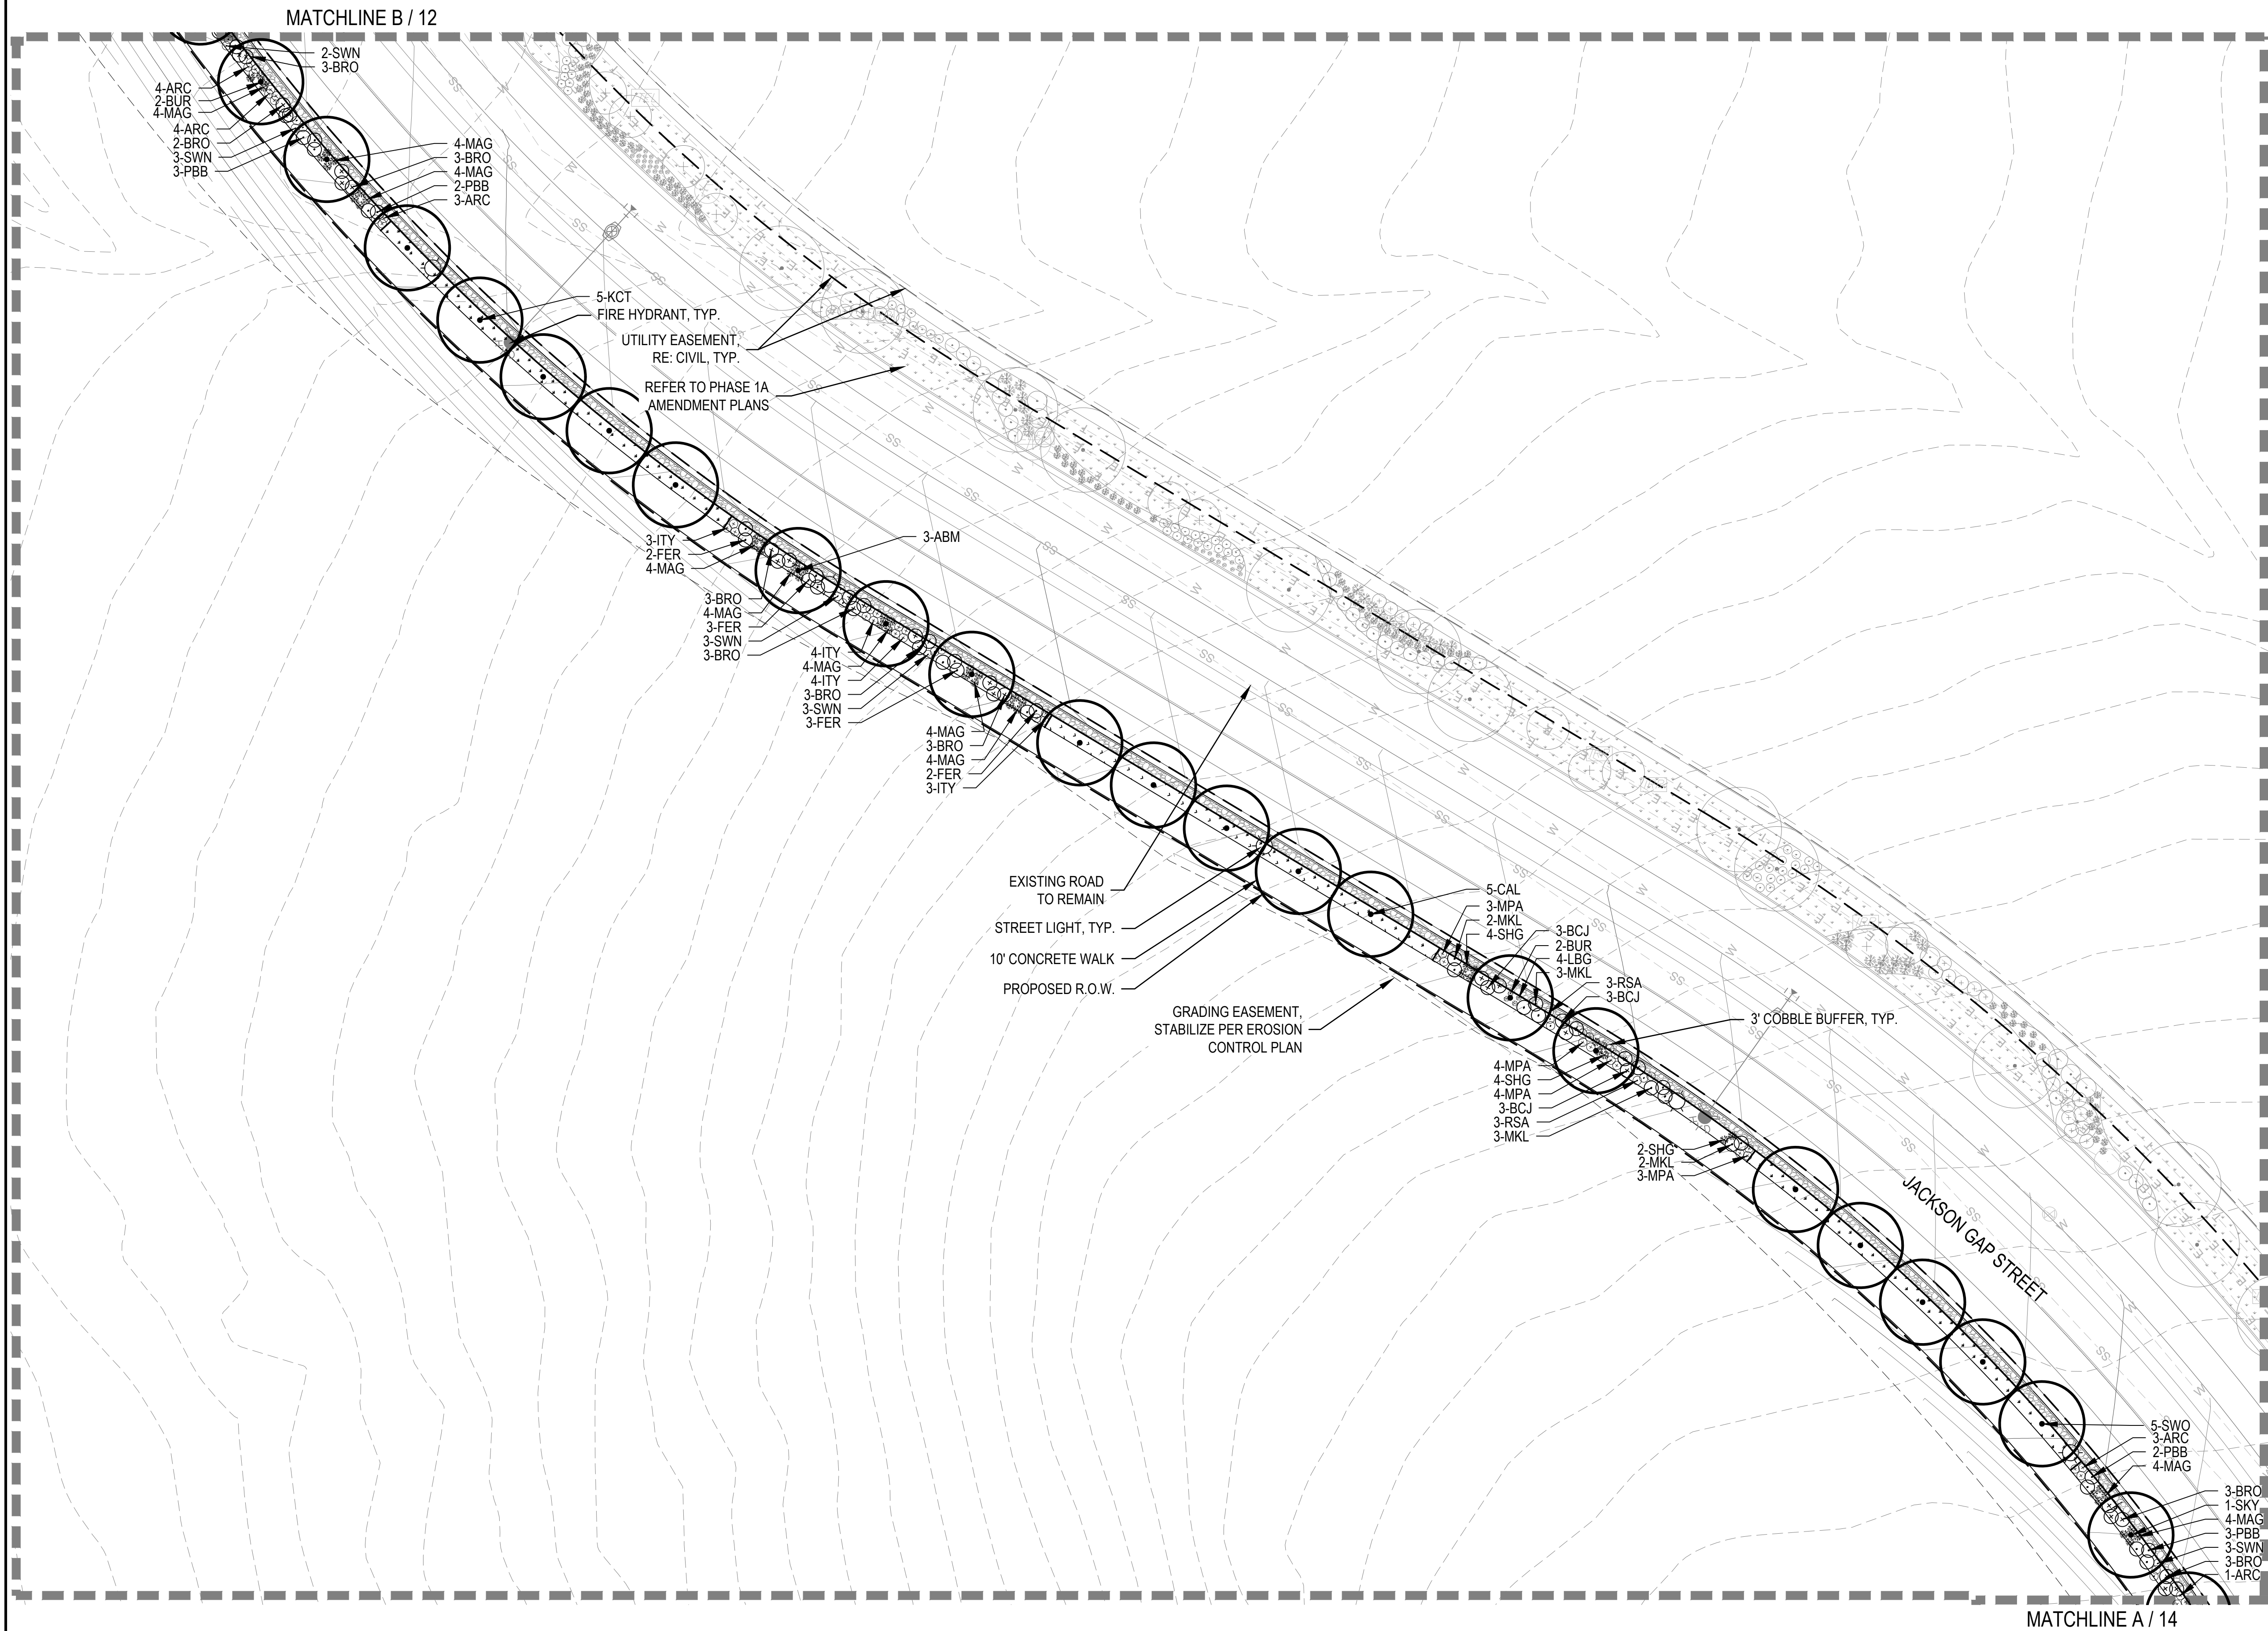 MATCHLINE B / 12
2-SWN
3-BRO
4-ARC
2-BUR
4-MAG
4-ARC
2-BRO
3-SWN
3-PBB
4-MAG
3-BRO
4-MAG
2-PBB
3-ARC
5-KCT
FIRE HYDRANT, TYP.
UTILITY EASEMENT,
RE: CIVIL, TYP.
REFER TO PHASE 1A
AMENDMENT PLANS
3-ITY
2-FER
4-MAG
3-ABM
3-BRO
4-MAG
3-FER
3-SWN
3-BRO
4-ITY
4-MAG
4-ITY
3-BRO
3-SWN
3-FER
4-MAG
3-BRO
4-MAG
2-FER
3-ITY
EXISTING ROAD
TO REMAIN
STREET LIGHT, TYP.
10' CONCRETE WALK
PROPOSED R.O.W.
GRADING EASEMENT,
STABILIZE PER EROSION
CONTROL PLAN
5-CAL
3-MPA
2-MKL
4-SHG
3-BCJ
2-BUR
4-LBG
3-MKL
3-RSA
3-BCJ
3' COBBLE BUFFER, TYP.
4-MPA
4-SHG
4-MPA
3-BCJ
3-RSA
3-MKL
2-SHG
2-MKL
3-MPA
JACKSON GAP STREET
5-SWO
3-ARC
2-PBB
4-MAG
3-BRO
1-SKY
4-MAG
3-PBB
3-SWN
3-BRO
1-ARC
MATCHLINE A / 14